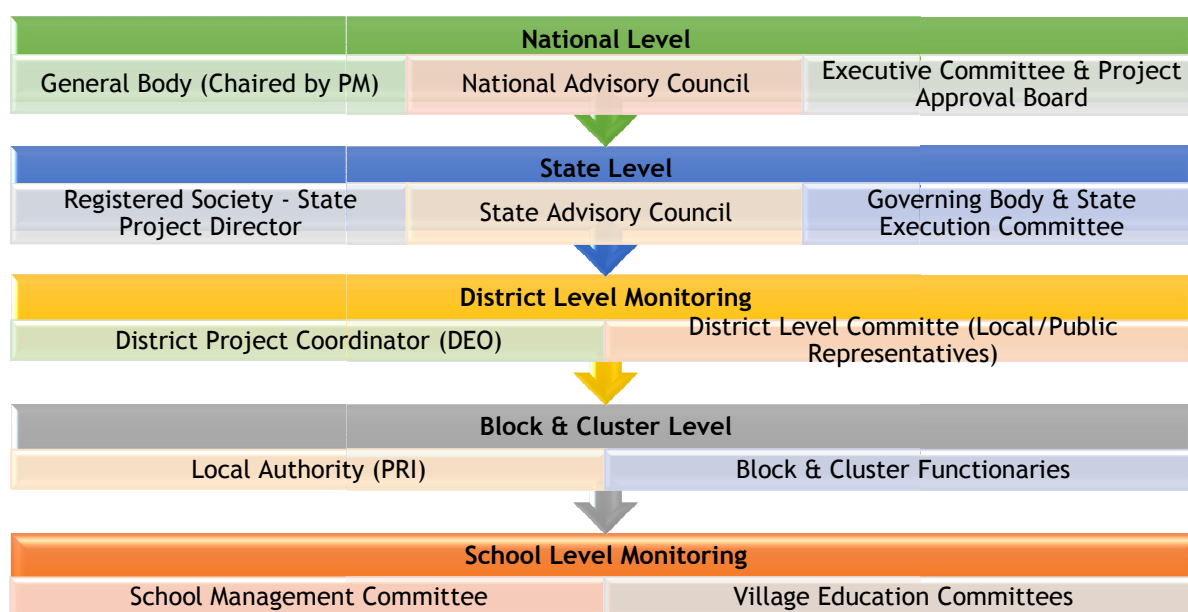 National Level
General Body (Chaired by PM)
National Advisory Council
Executive Committee & Project
Approval Board
State Level
Registered Society - State
Project Director
State Advisory Council
Governing Body & State
Execution Committee
District Level Monitoring
District Project Coordinator (DEO)
District Level Committe (Local/Public
Representatives)
Block & Cluster Level
Local Authority (PRI)
Block & Cluster Functionaries
School Level Monitoring
School Management Committee
Village Education Committees